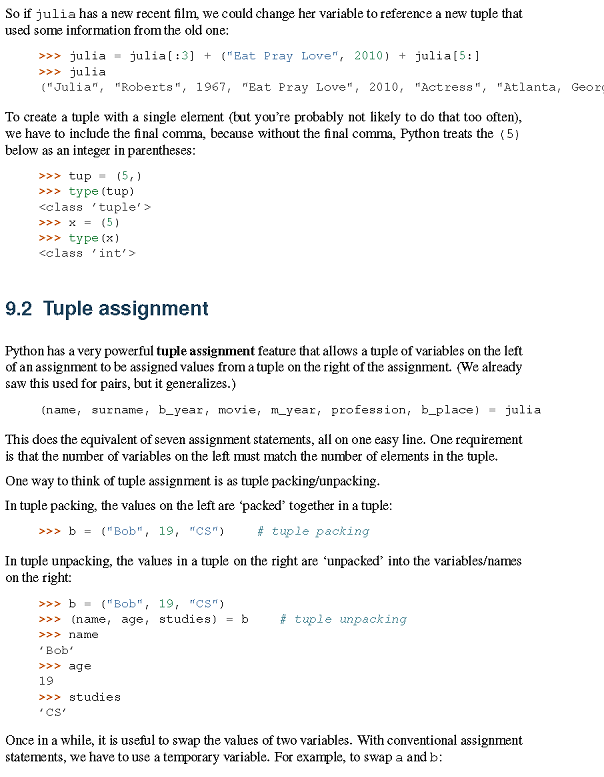 So if julia has a new recent film, we could change her variable to reference a new tuple that
used some information from the old one:
>>> julia = julia[:3] + ("Eat Pray Love", 2010) + julia[5:]
>>> julia
("Julia", "Roberts", 1967, "Eat Pray Love", 2010, "Actress", "Atlanta, Geor
To create a tuple with a single element (but you're probably not likely to do that too often),
we have to include the final comma, because without the final comma, Python treats the (5)
below as an integer in parentheses:
>>> tup = (5,)
>>> type(tup)
<class 'tuple'>
>>> x = (5)
>>> type(x)
<class 'int'>
9.2 Tuple assignment
Python has a very powerful tuple assignment feature that allows a tuple of variables on the left
of an assignment to be assigned values from a tuple on the right of the assignment. (We already
saw this used for pairs, but it generalizes.)
(name, surname, b_year, movie, m_year, profession, b_place) = julia
This does the equivalent of seven assignment statements, all on one easy line. One requirement
is that the number of variables on the left must match the number of elements in the tuple.
One way to think of tuple assignment is as tuple packing/unpacking.
In tuple packing, the values on the left are 'packed' together in a tuple:
>>> b = ("Bob", 19, "CS") # tuple packing
In tuple unpacking, the values in a tuple on the right are 'unpacked' into the variables/names
on the right:
>>> b = ("Bob", 19, "CS")
>>> (name, age, studies) = b # tuple unpacking
>>> name
'Bob'
>>> age
19
>>> studies
'CS'
Once in a while, it is useful to swap the values of two variables. With conventional assignment
statements, we have to use a temporary variable. For example, to swap a and b: